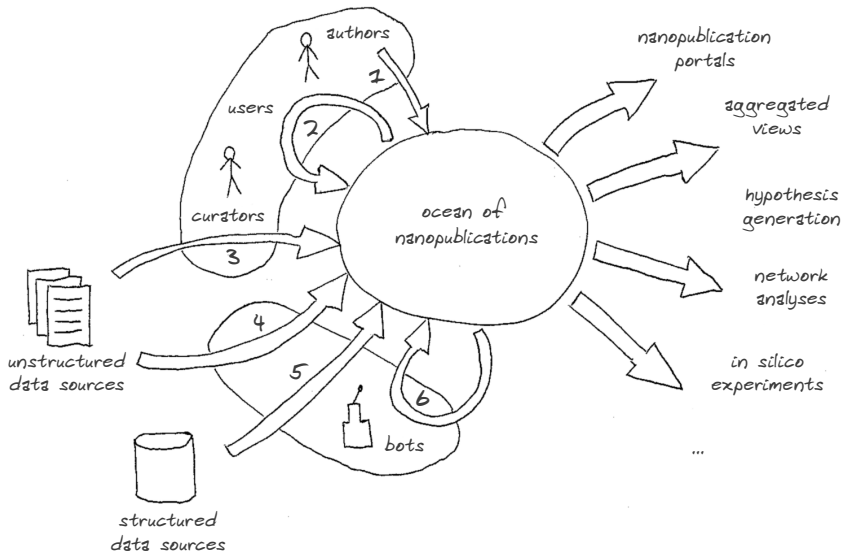 authors
1
users
2
curators
3
ocean of
nanopublications
unstructured
data sources
4
5
6
bots
structured
data sources
nanopublication
portals
aggregated
views
hypothesis
generation
network
analyses
in silico
experiments
...